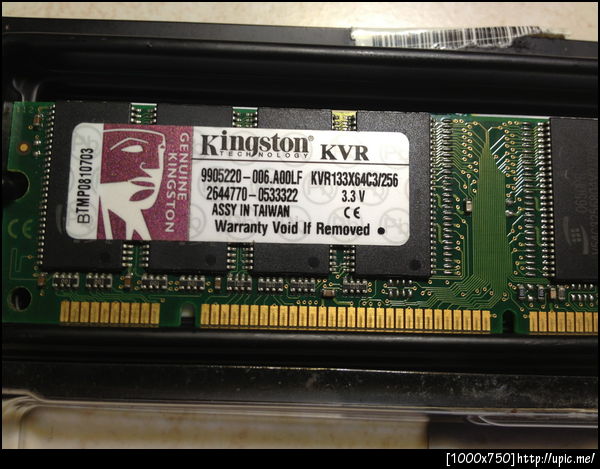 Kingston KVR
TECHNOLOGY
9905220-006.A00LF KVR133X64C3/256
2644770-0533322 3.3 V
ASSY IN TAIWAN CE
Warranty Void If Removed
GENUINE
KINGSTON
BTMP0810703
[1000x750]http://upic.me/